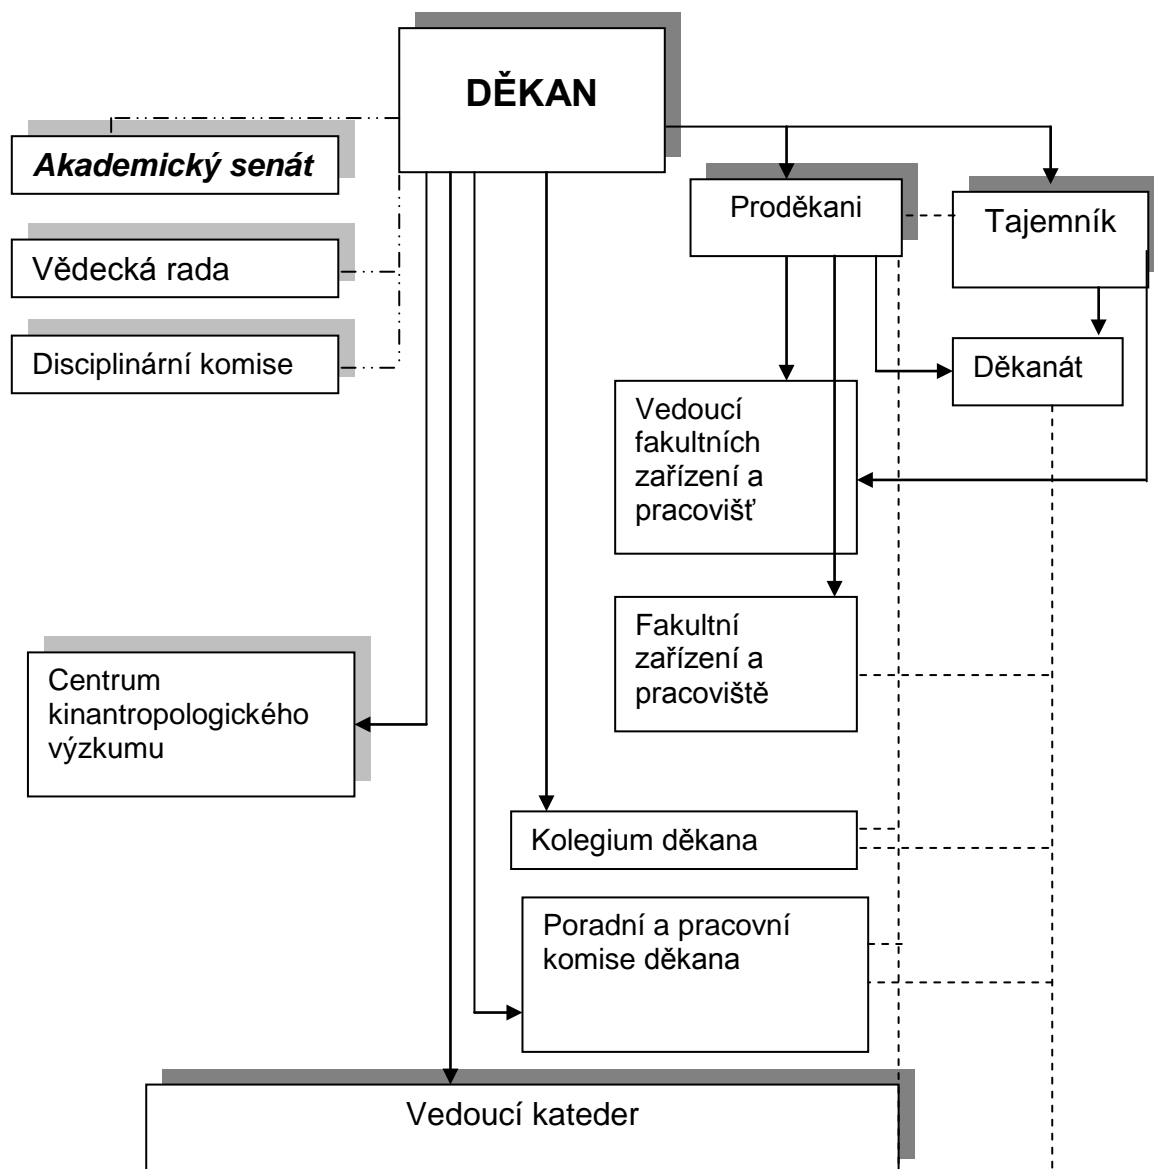 DĚKAN
Akademický senát
Proděkani
Tajemník
Vědecká rada
Disciplinární komise
Děkanát
Vedoucí
fakultních
zařízení a
pracovišť
Fakultní
zařízení a
pracoviště
Centrum
kinantropologického
výzkumu
Kolegium děkana
Poradní a pracovní
komise děkana
Vedoucí kateder